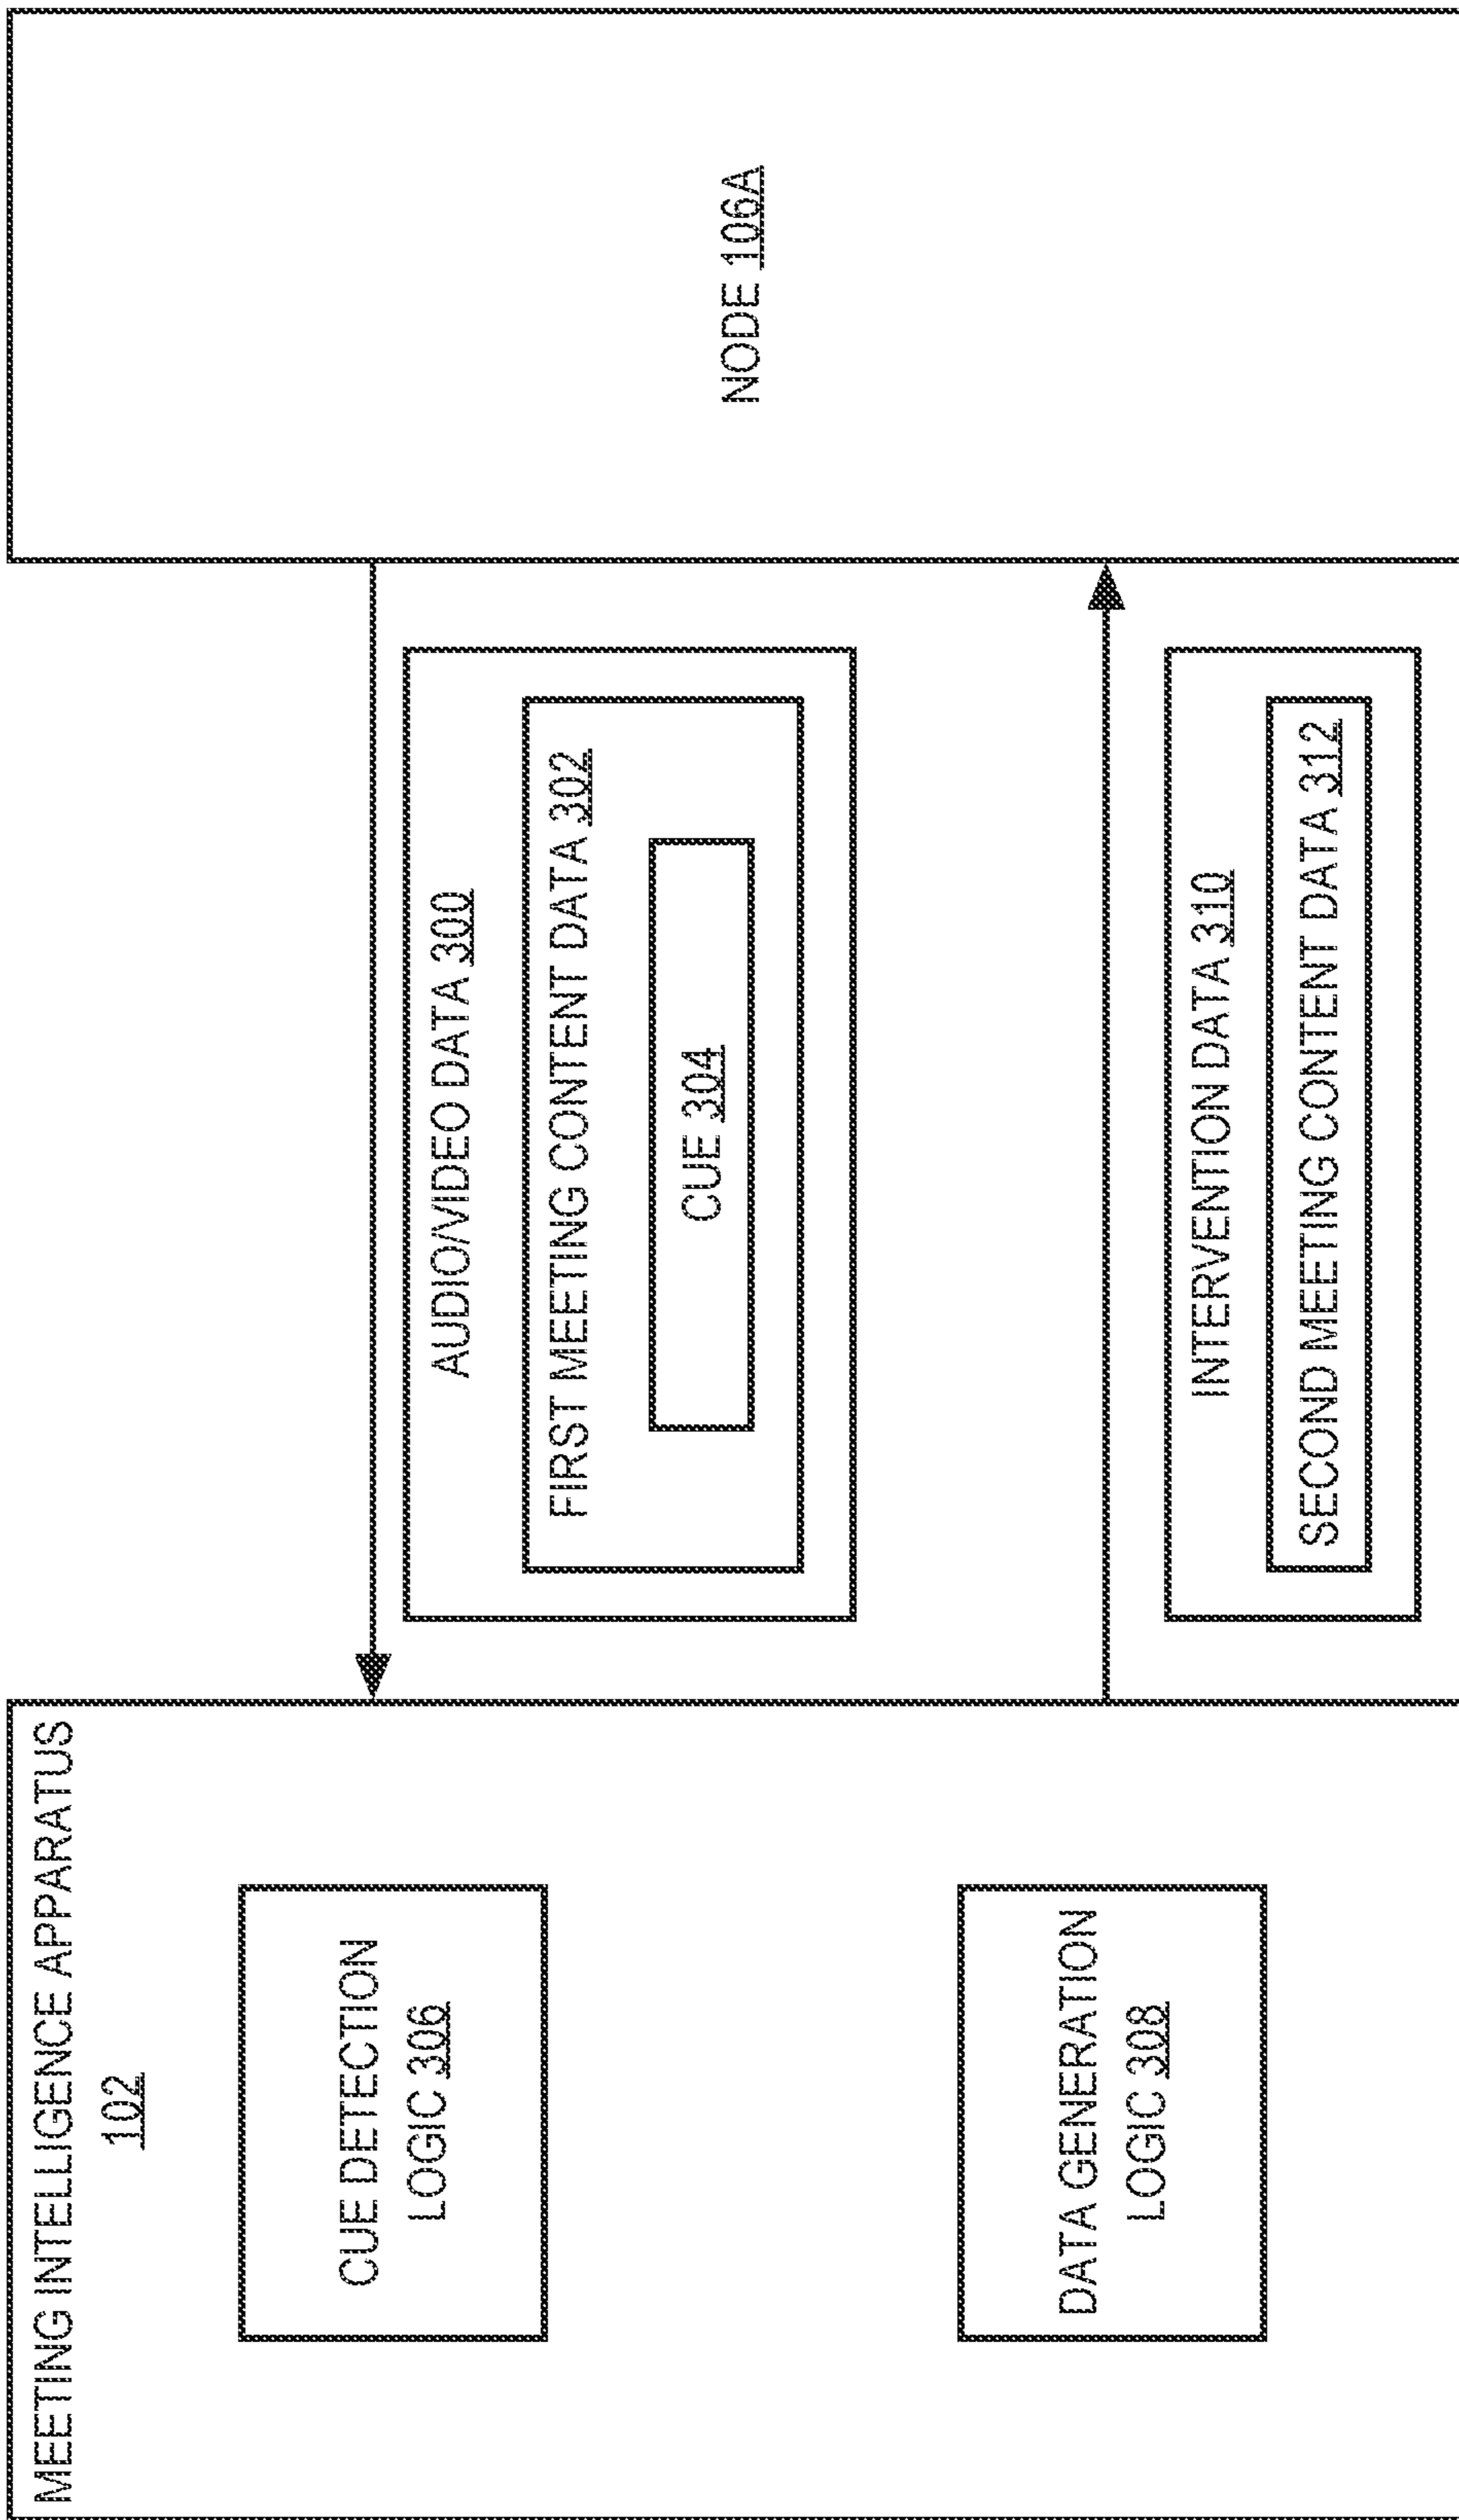 MEETING INTELLIGENCE APPARATUS
102
CUE DETECTION
LOGIC 306
DATA GENERATION
LOGIC 308
AUDIO/VIDEO DATA 300
FIRST MEETING CONTENT DATA 302
CUE 304
INTERVENTION DATA 310
SECOND MEETING CONTENT DATA 312
NODE 106A